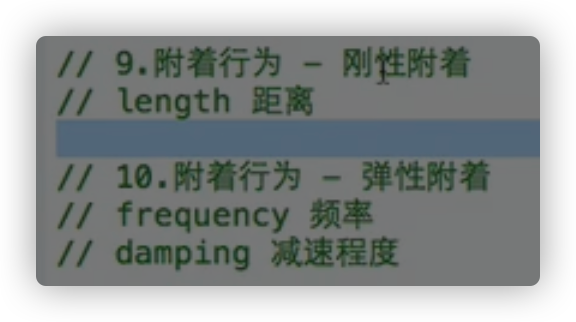 // 9.附着行为 – 刚性附着
// length 距离
// 10.附着行为 – 弹性附着
// frequency 频率
// damping 减速程度